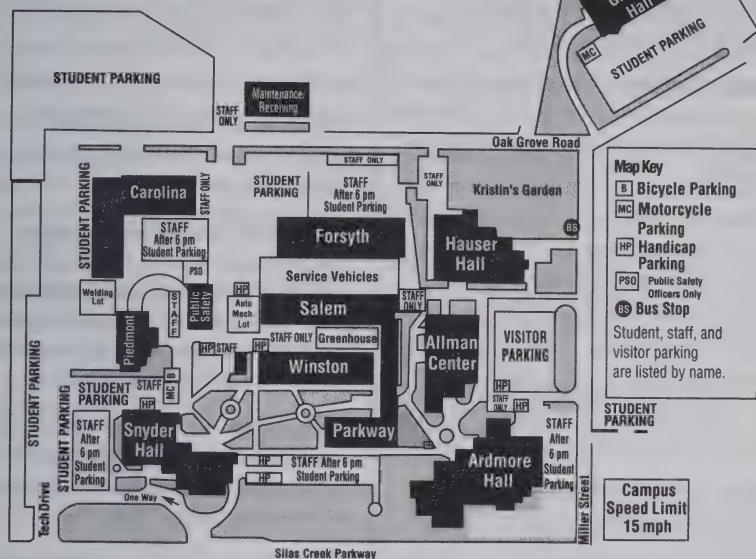 Hall
MC
STUDENT PARKING
STUDENT PARKING
Maintenance/
Receiving
STAFF
ONLY
Oak Grove Road
STAFF ONLY
STAFF
ONLY
Kristin's Garden
BS
STUDENT PARKING
Carolina
STAFF ONLY
STUDENT
PARKING
STAFF
After 6 pm
Student Parking
STAFF
After 6 pm
Student Parking
PSO
Forsyth
Hauser
Hall
Service Vehicles
Welding
Lot
STAFF
Public
Safety
HP
Auto
Mech.
Lot
Salem
STAFF
ONLY
Piedmont
HP
STAFF
HP
STAFF ONLY
Greenhouse
Allman
Center
VISITOR
PARKING
HP
Winston
STUDENT
PARKING
STAFF
MC
B
HP
STAFF
ONLY
HP
STUDENT PARKING
STUDENT PARKING
STAFF
After
6 pm
Student
Parking
Snyder
Hall
Parkway
HP
HP
STAFF After 6 pm
Student Parking
Ardmore
Hall
STAFF
After
6 pm
Student
Parking
One Way
Tech Drive
Miller Street
Silas Creek Parkway
Map Key
B Bicycle Parking
MC Motorcycle
Parking
HP Handicap
Parking
PSO Public Safety
Officers Only
BS Bus Stop
Student, staff, and
visitor parking
are listed by name.
STUDENT
PARKING
Campus
Speed Limit
15 mph